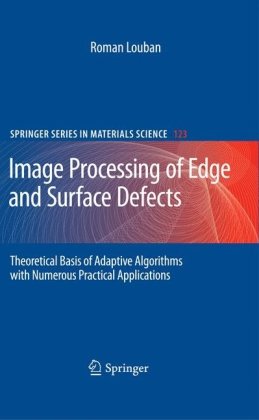 Roman Louban
SPRINGER SERIES IN MATERIALS SCIENCE 123
Image Processing of Edge
and Surface Defects
Theoretical Basis of Adaptive Algorithms
with Numerous Practical Applications
Springer